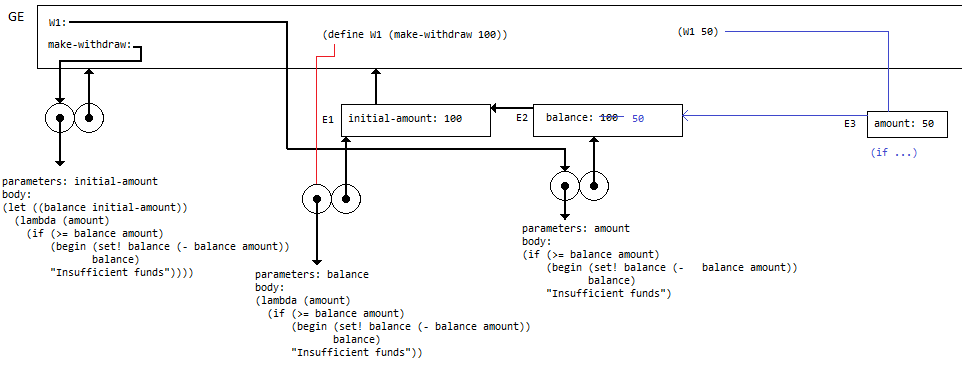 GE
W1:
make-withdraw:
(define W1 (make-withdraw 100))
(W1 50)
E1
initial-amount: 100
E2
balance: 100 50
E3
amount: 50
(if ...)
parameters: initial-amount
body:
(let ((balance initial-amount))
(lambda (amount)
(if (>= balance amount)
(begin (set! balance (- balance amount))
balance)
"Insufficient funds"))))
parameters: balance
body:
(lambda (amount)
(if (>= balance amount)
(begin (set! balance (- balance amount))
balance)
"Insufficient funds"))
parameters: amount
body:
(if (>= balance amount)
(begin (set! balance (- balance amount))
balance)
"Insufficient funds")